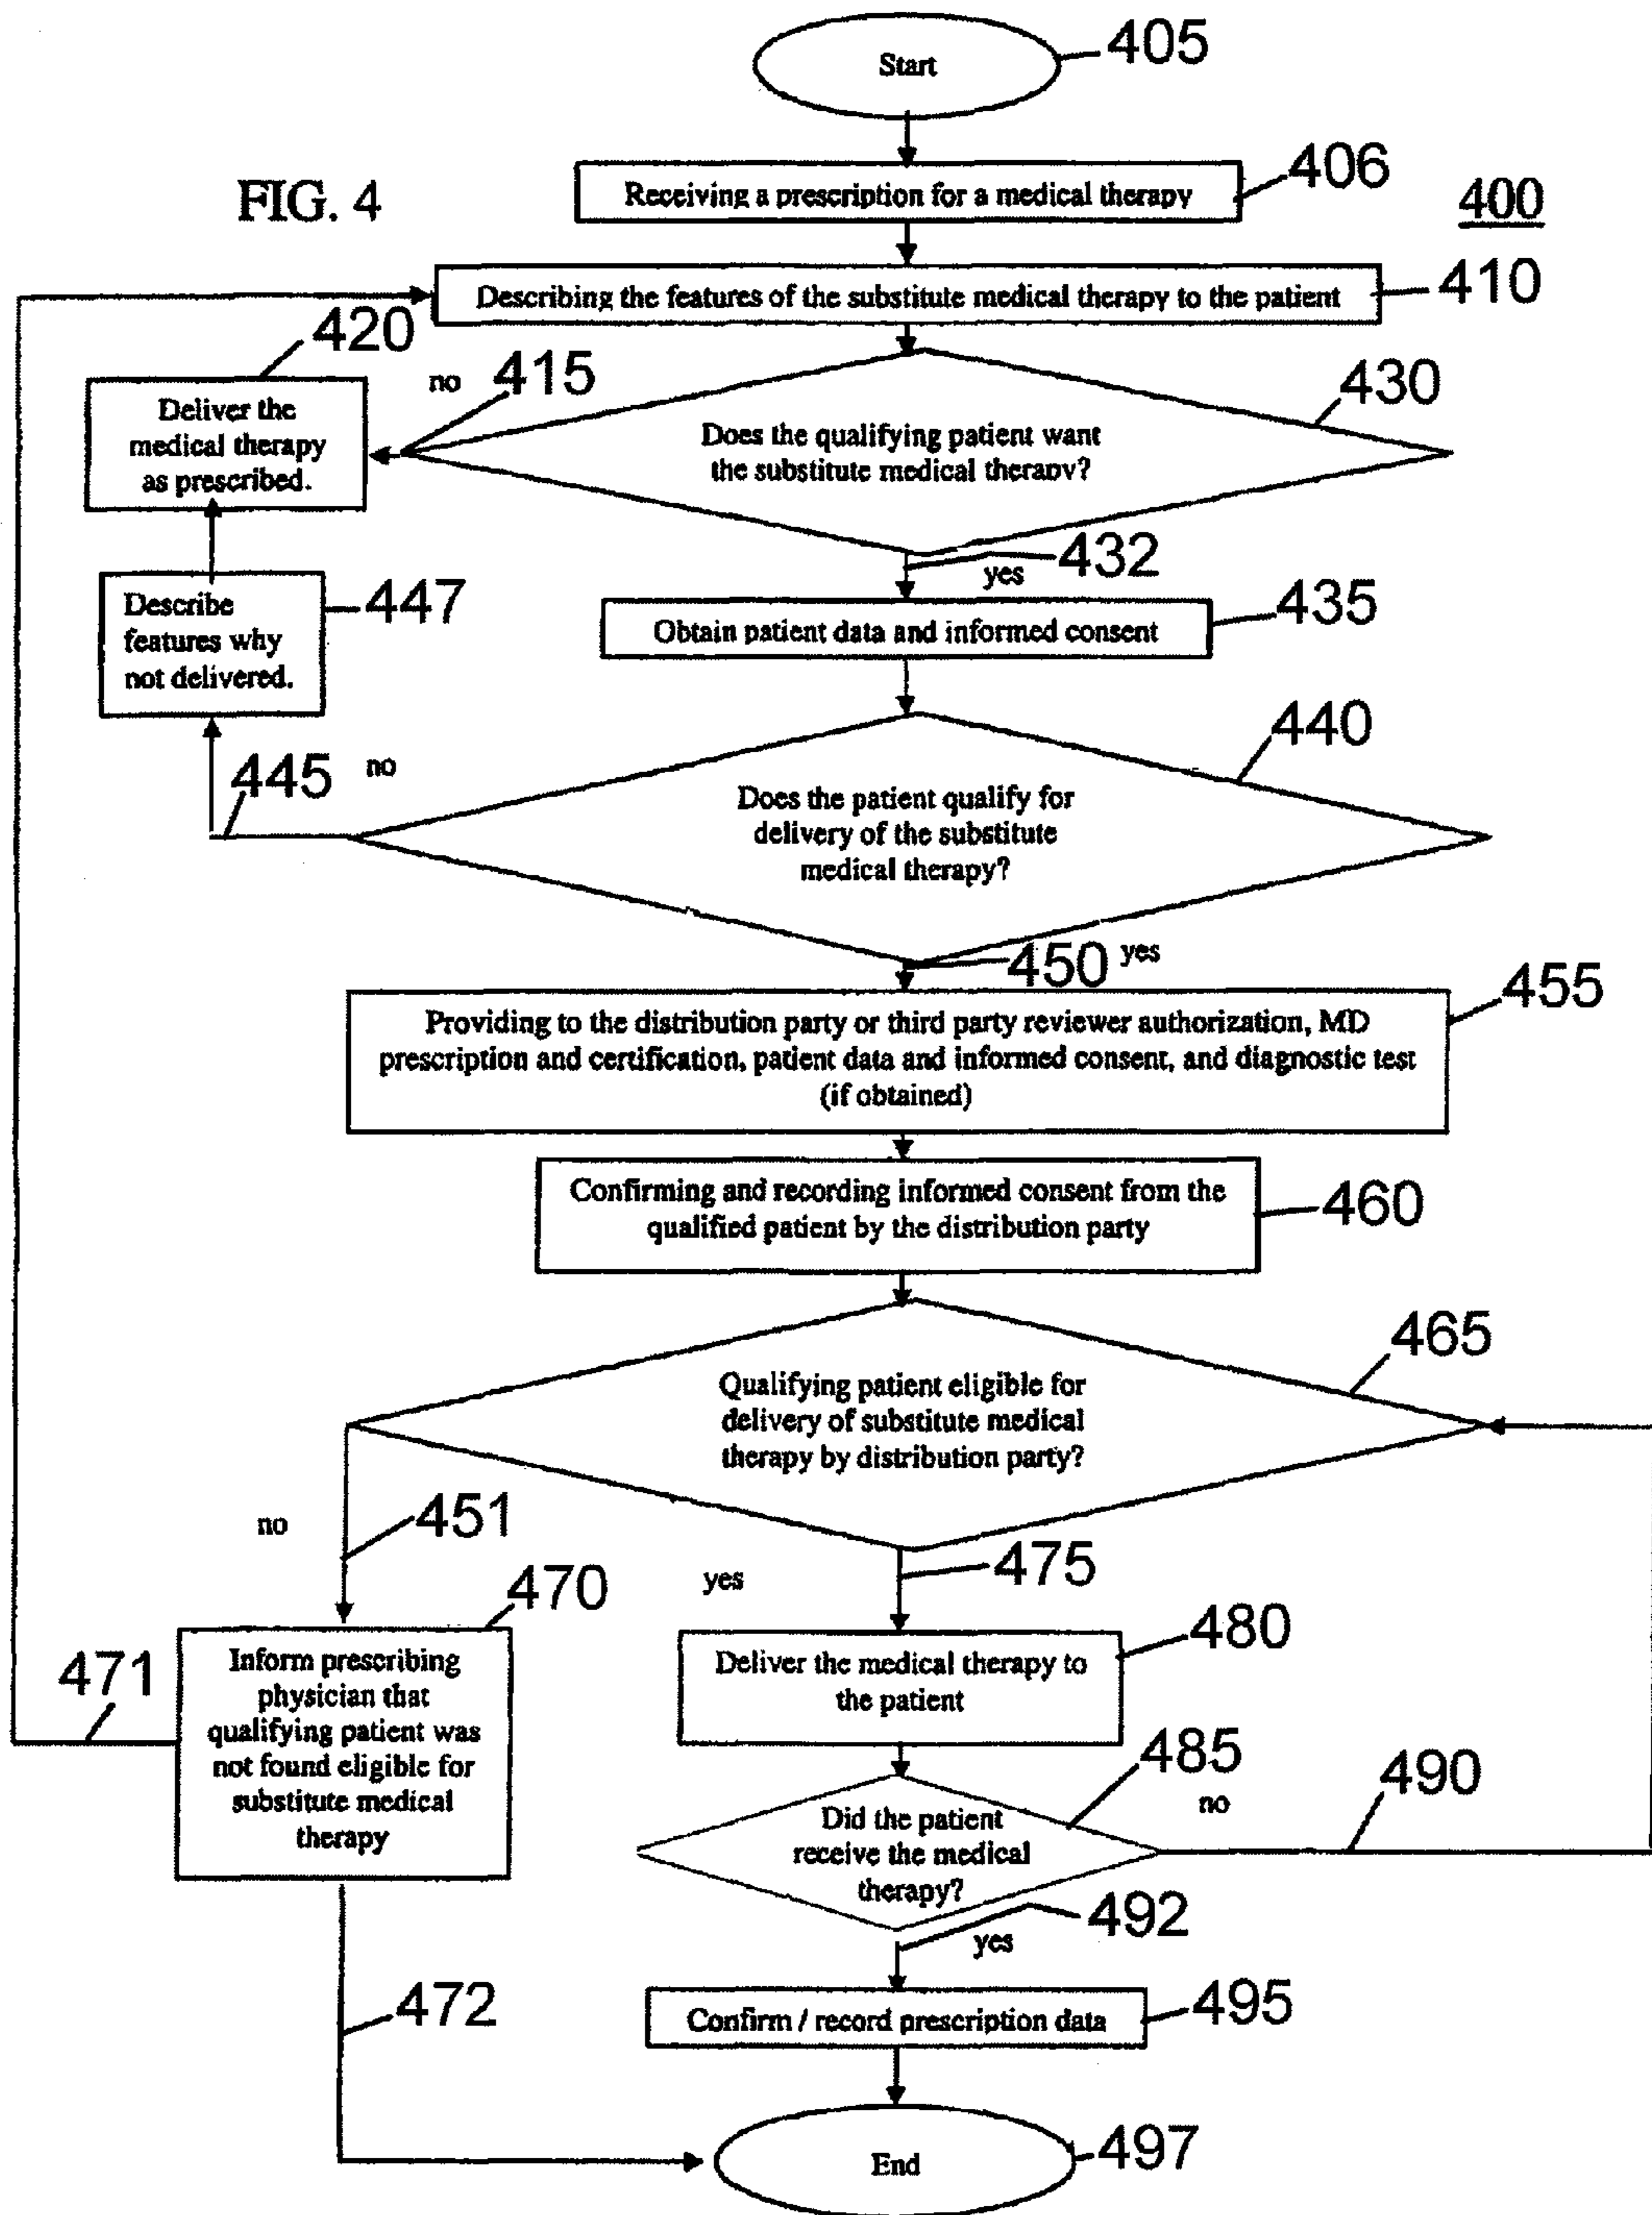 Start
405
FIG. 4
Receiving a prescription for a medical therapy
406
400
Describing the features of the substitute medical therapy to the patient
410
420
no
415
430
Deliver the
medical therapy
as prescribed.
Does the qualifying patient want
the substitute medical therapy?
432
yes
Describe
features why
not delivered.
447
Obtain patient data and informed consent
435
440
445
no
Does the patient qualify for
delivery of the substitute
medical therapy?
450
yes
455
Providing to the distribution party or third party reviewer authorization, MD
prescription and certification, patient data and informed consent, and diagnostic test
(if obtained)
Confirming and recording informed consent from the
qualified patient by the distribution party
460
465
Qualifying patient eligible for
delivery of substitute medical
therapy by distribution party?
no
451
yes
475
470
480
471
Inform prescribing
physician that
qualifying patient was
not found eligible for
substitute medical
therapy
Deliver the medical therapy to
the patient
485
490
no
Did the patient
receive the medical
therapy?
492
yes
472
Confirm / record prescription data
495
End
497